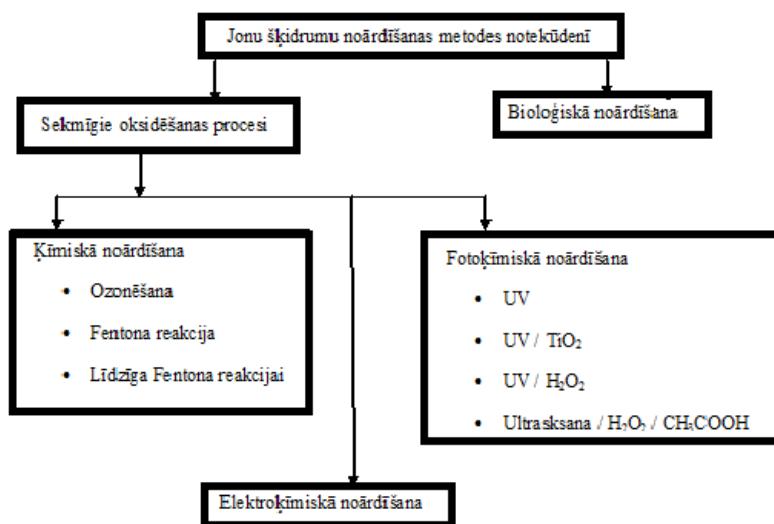 Jonu šķidrumu noārdīšanas metodes notekūdenī
Sekmīgie oksidēšanas procesi
Bioloģiskā noārdīšana
Ķīmiskā noārdīšana
• Ozonēšana
• Fentona reakcija
• Līdzīga Fentona reakcijai
Fotoķīmiskā noārdīšana
• UV
• UV / TiO₂
• UV / H₂O₂
• Ultrasksana / H₂O₂ / CH₃COOH
Elektroķīmiskā noārdīšana